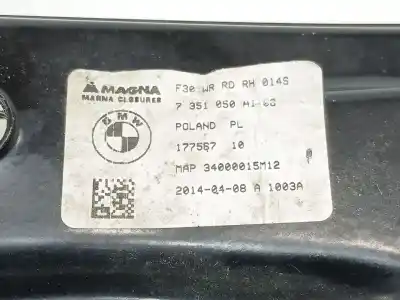 MAGNA
MAGNA CLOSURES
F30 WR RD RH 014S
7 351 050 A1-63
BMW
POLAND PL
177567 10
MAP 34000015M12
2014-04-08 A 1003A